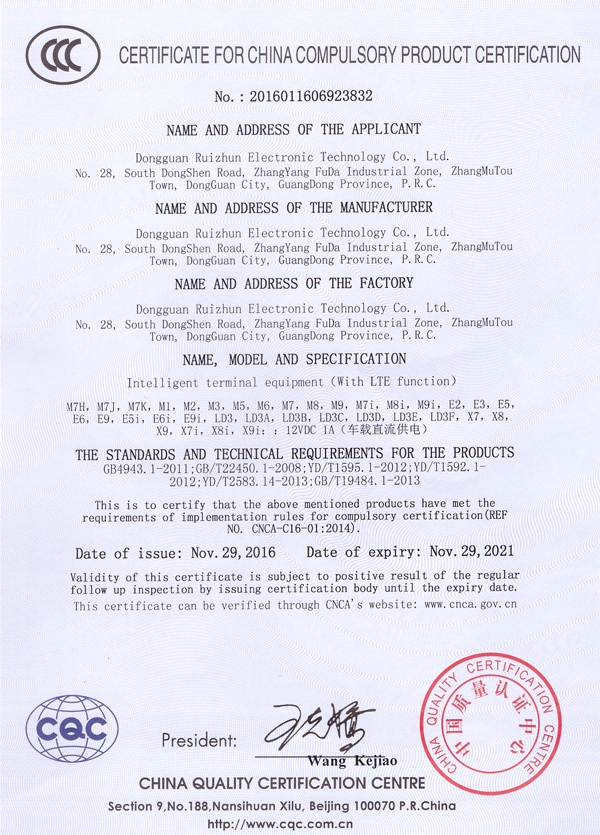 CCC
CERTIFICATE FOR CHINA COMPULSORY PRODUCT CERTIFICATION
No.: 2016011606923832
NAME AND ADDRESS OF THE APPLICANT
Dongguan Ruizhun Electronic Technology Co., Ltd.
No. 28, South DongShen Road, ZhangYang FuDa Industrial Zone, ZhangMuTou
Town, DongGuan City, GuangDong Province, P.R.C.
NAME AND ADDRESS OF THE MANUFACTURER
Dongguan Ruizhun Electronic Technology Co., Ltd.
No. 28, South DongShen Road, ZhangYang FuDa Industrial Zone, ZhangMuTou
Town, DongGuan City, GuangDong Province, P.R.C.
NAME AND ADDRESS OF THE FACTORY
Dongguan Ruizhun Electronic Technology Co., Ltd.
No. 28, South DongShen Road, ZhangYang FuDa Industrial Zone, ZhangMuTou
Town, DongGuan City, GuangDong Province, P.R.C.
NAME, MODEL AND SPECIFICATION
Intelligent terminal equipment（With LTE function）
M7H, M7J, M7K, M1, M2, M3, M5, M6, M7, M8, M9, M7i, M8i, M9i, E2, E3, E5,
E6, E9, E5i, E6i, E9i, LD3, LD3A, LD3B, LD3C, LD3D, LD3E, LD3F, X7, X8,
X9, X7i, X8i, X9i: : 12VDC 1A（车载直流供电）
THE STANDARDS AND TECHNICAL REQUIREMENTS FOR THE PRODUCTS
GB4943.1-2011;GB/T22450.1-2008;YD/T1595.1-2012;YD/T1592.1-
2012;YD/T2583.14-2013;GB/T19484.1-2013
This is to certify that the above mentioned products have met the
requirements of implementation rules for compulsory certification(REF
NO. CNCA-C16-01:2014).
Date of issue: Nov.29,2016 Date of expiry: Nov.29,2021
Validity of this certificate is subject to positive result of the regular
follow up inspection by issuing certification body until the expiry date.
This certificate can be verified through CNCA's website: www.cnca.gov.cn
CQC
President:
Wang Kejiao
CHINA QUALITY CERTIFICATION CENTRE
中国质量认证中心
CHINA QUALITY CERTIFICATION CENTRE
Section 9,No.188,Nansihuan Xilu, Beijing 100070 P.R.China
http://www.cqc.com.cn